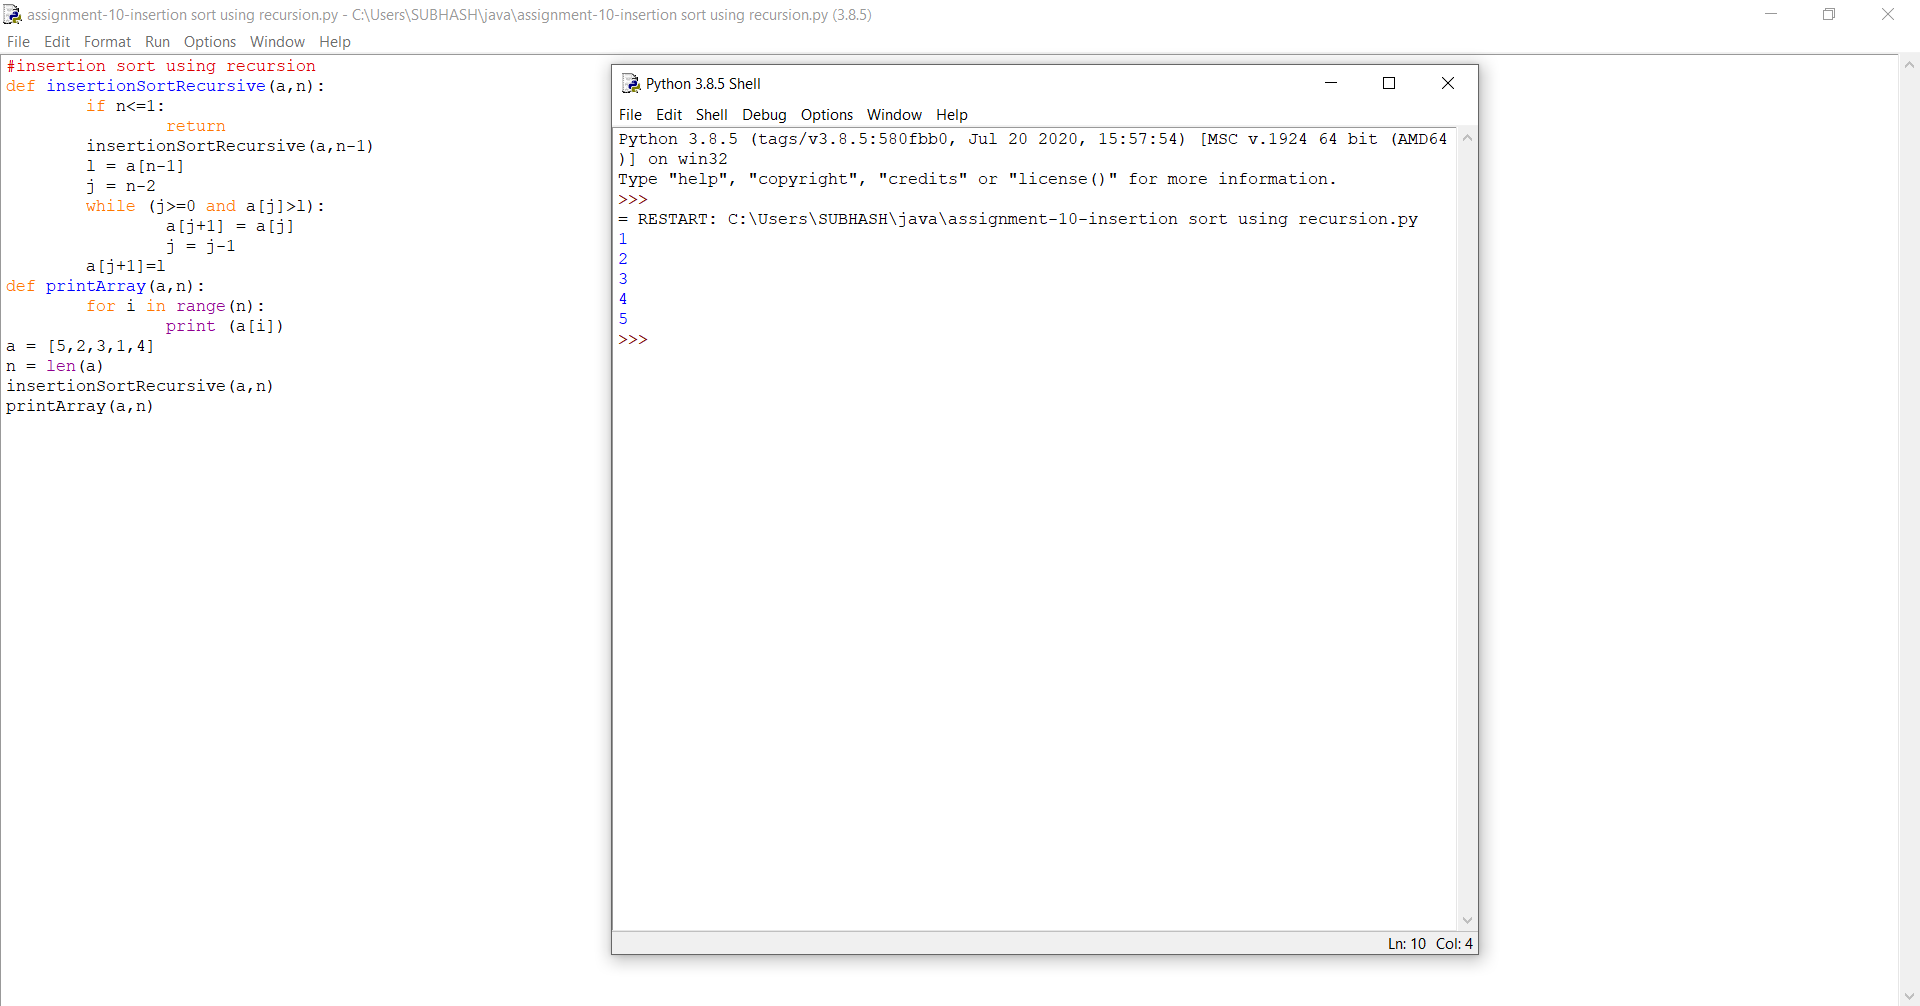 assignment-10-insertion sort using recursion.py - C:\Users\SUBHASH\java\assignment-10-insertion sort using recursion.py (3.8.5)
File Edit Format Run Options Window Help
#insertion sort using recursion
def insertionSortRecursive(a,n):
        if n<=1:
                return
        insertionSortRecursive(a,n-1)
        l = a[n-1]
        j = n-2
        while (j>=0 and a[j]>l):
                a[j+1] = a[j]
                j = j-1
        a[j+1]=l
def printArray(a,n):
        for i in range(n):
                print (a[i])
a = [5,2,3,1,4]
n = len(a)
insertionSortRecursive(a,n)
printArray(a,n)
Python 3.8.5 Shell
File Edit Shell Debug Options Window Help
Python 3.8.5 (tags/v3.8.5:580fbb0, Jul 20 2020, 15:57:54) [MSC v.1924 64 bit (AMD64
)] on win32
Type "help", "copyright", "credits" or "license()" for more information.
>>>
= RESTART: C:\Users\SUBHASH\java\assignment-10-insertion sort using recursion.py
1
2
3
4
5
>>>
Ln: 10 Col: 4